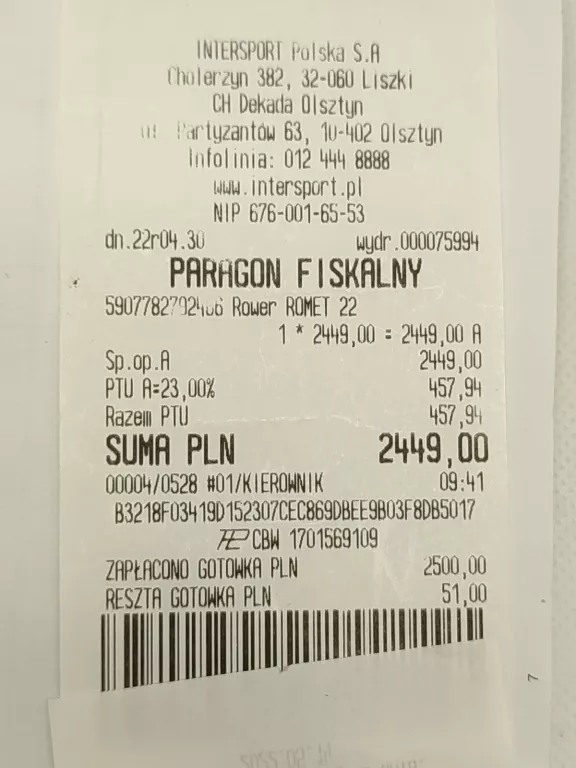 INTERSPORT Polska S.A
Cholerzyn 382, 32-060 Liszki
CH Dekada Olsztyn
ul. Partyzantów 63, 10-402 Olsztyn
Infolinia: 012 444 8888
www.intersport.pl
NIP 676-001-65-53
dn.22r04.30 wydr.000075994
PARAGON FISKALNY
Rower ROMET 22
1 * 2449,00 = 2449,00 A
Sp.op.A 2449,00
PTU A=23,00% 457,94
Razem PTU 457,94
SUMA PLN 2449,00
00004/0528 #01/KIEROWNIK 09:41
B3218F03419D152307CEC869DBEE9B03F8DB5017
CBW 1701569109
ZAPŁACONO GOTÓWKA PLN 2500,00
RESZTA GOTÓWKA PLN 51,00
7